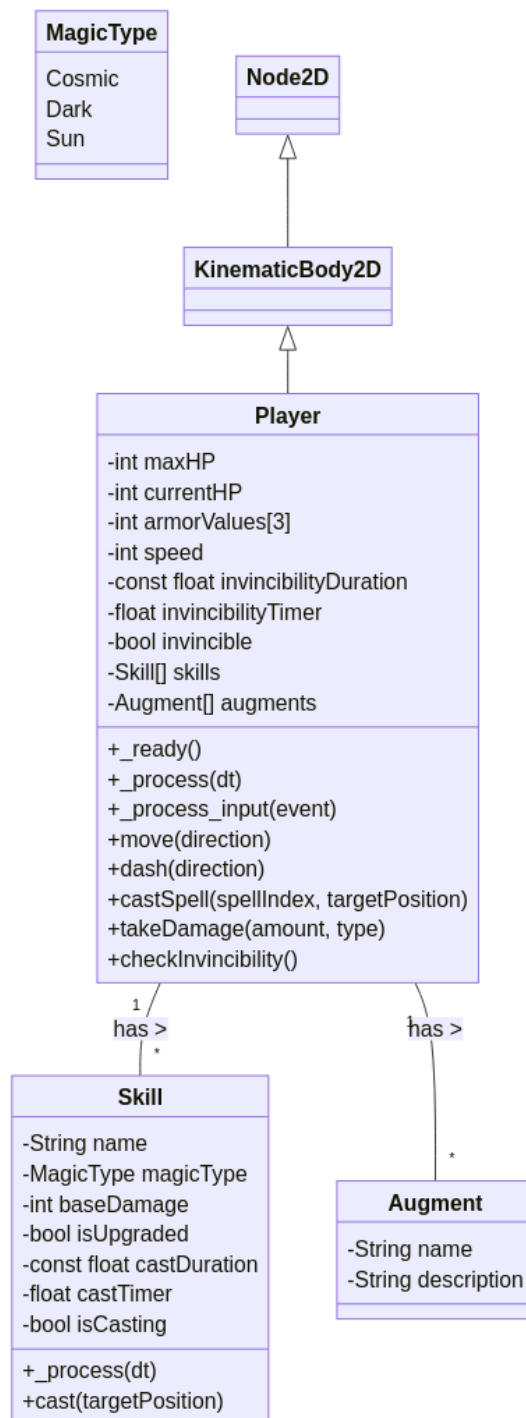 MagicType
Cosmic
Dark
Sun
Node2D
KinematicBody2D
Player
-int maxHP
-int currentHP
-int armorValues[3]
-int speed
-const float invincibilityDuration
-float invincibilityTimer
-bool invincible
-Skill[] skills
-Augment[] augments
+_ready()
+_process(dt)
+_process_input(event)
+move(direction)
+dash(direction)
+castSpell(spellIndex, targetPosition)
+takeDamage(amount, type)
+checkInvincibility()
1
has >
*
1
has >
*
Skill
-String name
-MagicType magicType
-int baseDamage
-bool isUpgraded
-const float castDuration
-float castTimer
-bool isCasting
+_process(dt)
+cast(targetPosition)
Augment
-String name
-String description